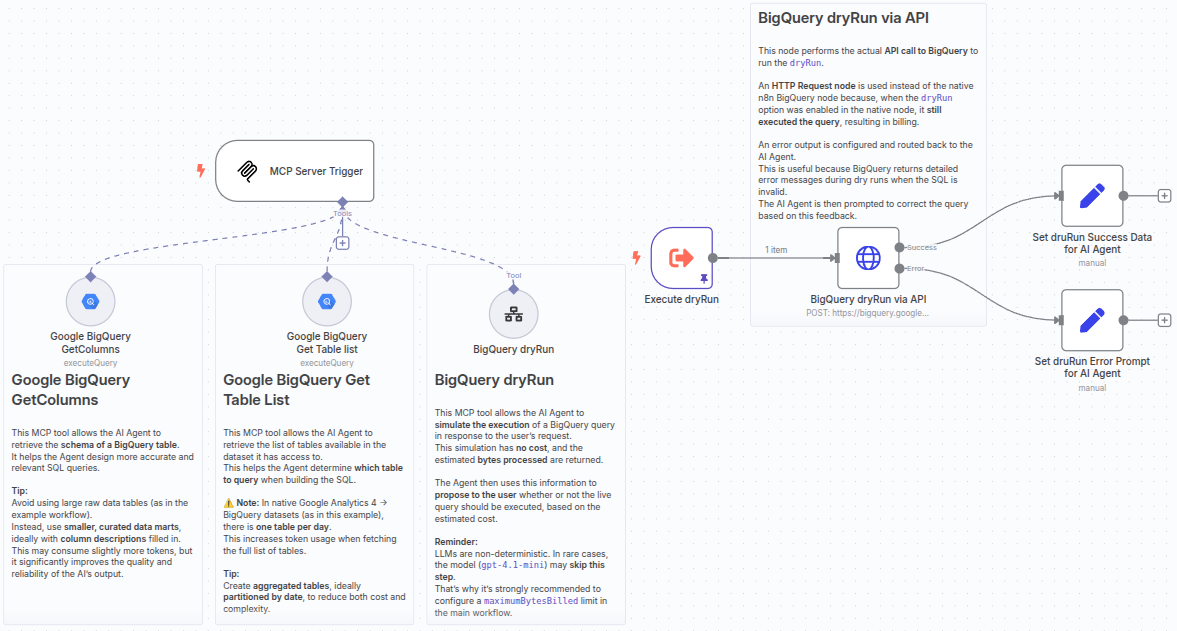 BigQuery dryRun via API
This node performs the actual API call to BigQuery to
run the dryRun.
An HTTP Request node is used instead of the native
n8n BigQuery node because, when the dryRun
option was enabled in the native node, it still
executed the query, resulting in billing.
An error output is configured and routed back to the
AI Agent.
This is useful because BigQuery returns detailed
error messages during dry runs when the SQL is
invalid.
The AI Agent is then prompted to correct the query
based on this feedback.
MCP Server Trigger
Tools
Tool
1 item
Success
Error
Execute dryRun
BigQuery dryRun via API
POST: https://bigquery.google...
Set druRun Success Data
for AI Agent
manual
Set druRun Error Prompt
for AI Agent
manual
Google BigQuery
GetColumns
executeQuery
Google BigQuery
GetColumns
This MCP tool allows the AI Agent to
retrieve the schema of a BigQuery table.
It helps the Agent design more accurate and
relevant SQL queries.
Tip:
Avoid using large raw data tables (as in the
example workflow).
Instead, use smaller, curated data marts,
ideally with column descriptions filled in.
This may consume slightly more tokens, but
it significantly improves the quality and
reliability of the AI's output.
Google BigQuery
Get Table list
executeQuery
Google BigQuery Get
Table List
This MCP tool allows the AI Agent to
retrieve the list of tables available in the
dataset it has access to.
This helps the Agent determine which table
to query when building the SQL.
⚠️ Note: In native Google Analytics 4 →
BigQuery datasets (as in this example),
there is one table per day.
This increases token usage when fetching
the full list of tables.
Tip:
Create aggregated tables, ideally
partitioned by date, to reduce both cost and
complexity.
BigQuery dryRun
BigQuery dryRun
This MCP tool allows the AI Agent to
simulate the execution of a BigQuery query
in response to the user's request.
This simulation has no cost, and the
estimated bytes processed are returned.
The Agent then uses this information to
propose to the user whether or not the live
query should be executed, based on the
estimated cost.
Reminder:
LLMs are non-deterministic. In rare cases,
the model (gpt-4.1-mini) may skip this
step.
That's why it's strongly recommended to
configure a maximumBytesBilled limit in
the main workflow.